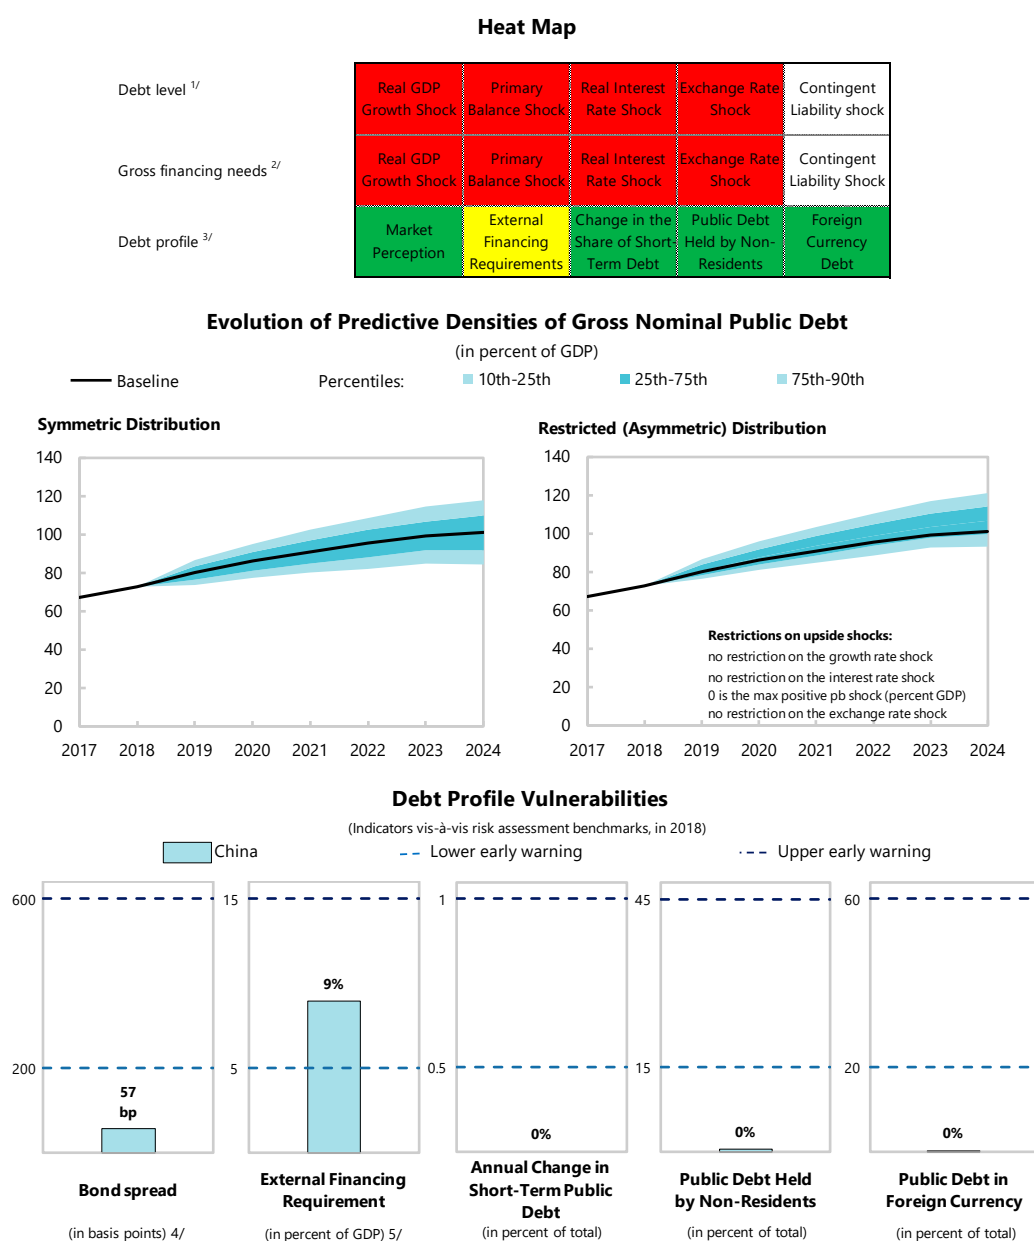 Heat Map
Debt level 1/
Real GDP Growth Shock
Primary Balance Shock
Real Interest Rate Shock
Exchange Rate Shock
Contingent Liability shock
Gross financing needs 2/
Real GDP Growth Shock
Primary Balance Shock
Real Interest Rate Shock
Exchange Rate Shock
Contingent Liability Shock
Debt profile 3/
Market Perception
External Financing Requirements
Change in the Share of Short-Term Debt
Public Debt Held by Non-Residents
Foreign Currency Debt
Evolution of Predictive Densities of Gross Nominal Public Debt
(in percent of GDP)
Baseline
Percentiles:
10th-25th
25th-75th
75th-90th
Symmetric Distribution
140
120
100
80
60
40
20
0
2017 2018 2019 2020 2021 2022 2023 2024
Restricted (Asymmetric) Distribution
140
120
100
80
60
40
20
0
2017 2018 2019 2020 2021 2022 2023 2024
Restrictions on upside shocks:
no restriction on the growth rate shock
no restriction on the interest rate shock
0 is the max positive pb shock (percent GDP)
no restriction on the exchange rate shock
Debt Profile Vulnerabilities
(Indicators vis-à-vis risk assessment benchmarks, in 2018)
China
Lower early warning
Upper early warning
600
200
57
bp
Bond spread
(in basis points) 4/
15
5
9%
External Financing
Requirement
(in percent of GDP) 5/
1
0.5
0%
Annual Change in
Short-Term Public
Debt
(in percent of total)
45
15
0%
Public Debt Held
by Non-Residents
(in percent of total)
60
20
0%
Public Debt in
Foreign Currency
(in percent of total)